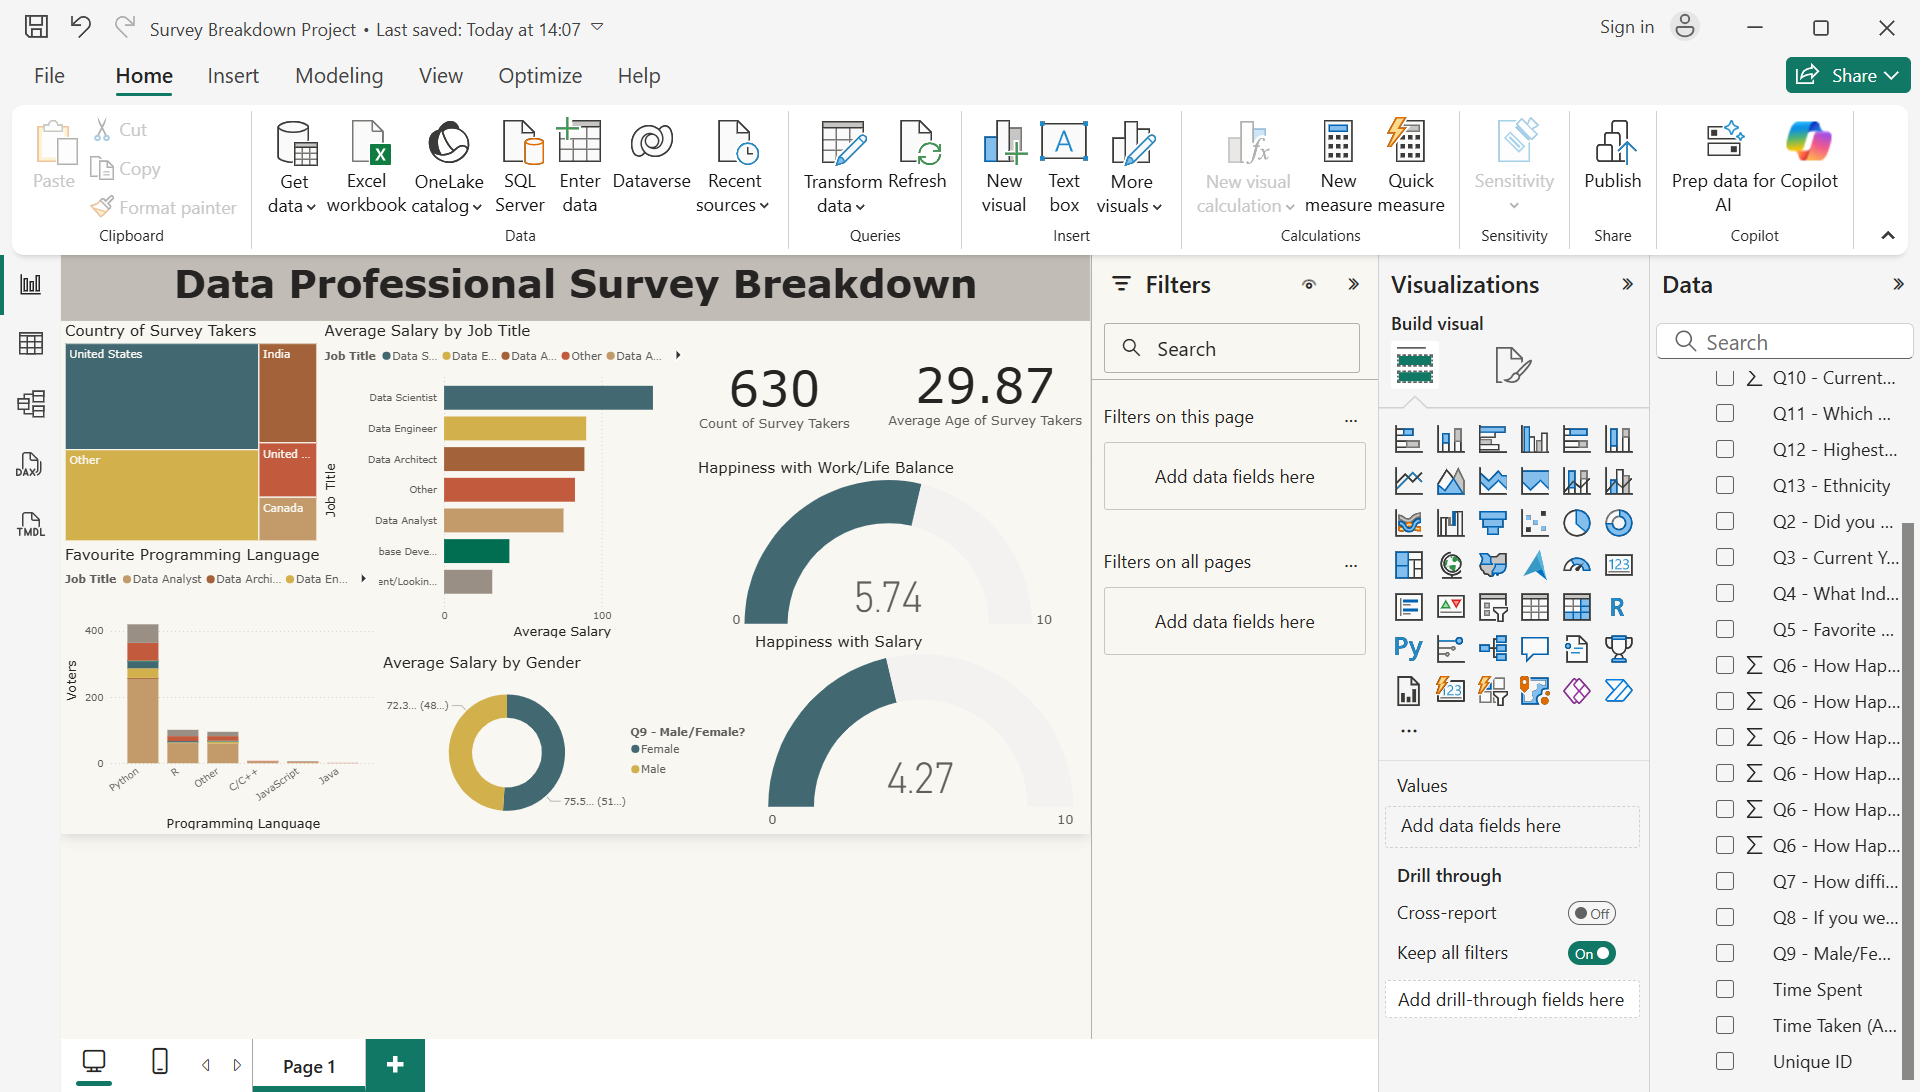 Survey Breakdown Project • Last saved: Today at 14:07
Sign in
File Home Insert Modeling View Optimize Help
Share
Paste
Cut
Copy
Format painter
Clipboard
Get data
Excel workbook
OneLake catalog
SQL Server
Enter data
Dataverse
Recent sources
Data
Transform data
Refresh
Queries
New visual
Text box
More visuals
Insert
New visual calculation
New measure
Quick measure
Calculations
Sensitivity
Sensitivity
Publish
Share
Prep data for AI
Copilot
Copilot
DAX
TMDL
Data Professional Survey Breakdown
Country of Survey Takers
United States
India
Other
United ...
Canada
Average Salary by Job Title
Job Title Data S... Data E... Data A... Other Data A...
Job Title
Data Scientist
Data Engineer
Data Architect
Other
Data Analyst
base Deve...
ent/Lookin...
0 100
Average Salary
630
Count of Survey Takers
29.87
Average Age of Survey Takers
Happiness with Work/Life Balance
5.74
0 10
Happiness with Salary
4.27
0 10
Favourite Programming Language
Job Title Data Analyst Data Archi... Data En...
Voters
400
200
0
Python R Other C/C++ JavaScript Java
Programming Language
Average Salary by Gender
72.3... (48...)
75.5... (51...)
Q9 - Male/Female?
Female
Male
Filters
Search
Filters on this page ...
Add data fields here
Filters on all pages ...
Add data fields here
Visualizations
Build visual
123
R
Py
123
...
Values
Add data fields here
Drill through
Cross-report Off
Keep all filters On
Add drill-through fields here
Data
Search
Q10 - Current...
Q11 - Which ...
Q12 - Highest...
Q13 - Ethnicity
Q2 - Did you ...
Q3 - Current Y...
Q4 - What Ind...
Q5 - Favorite ...
Q6 - How Hap...
Q6 - How Hap...
Q6 - How Hap...
Q6 - How Hap...
Q6 - How Hap...
Q6 - How Hap...
Q7 - How diffi...
Q8 - If you we...
Q9 - Male/Fe...
Time Spent
Time Taken (A...
Unique ID
Page 1